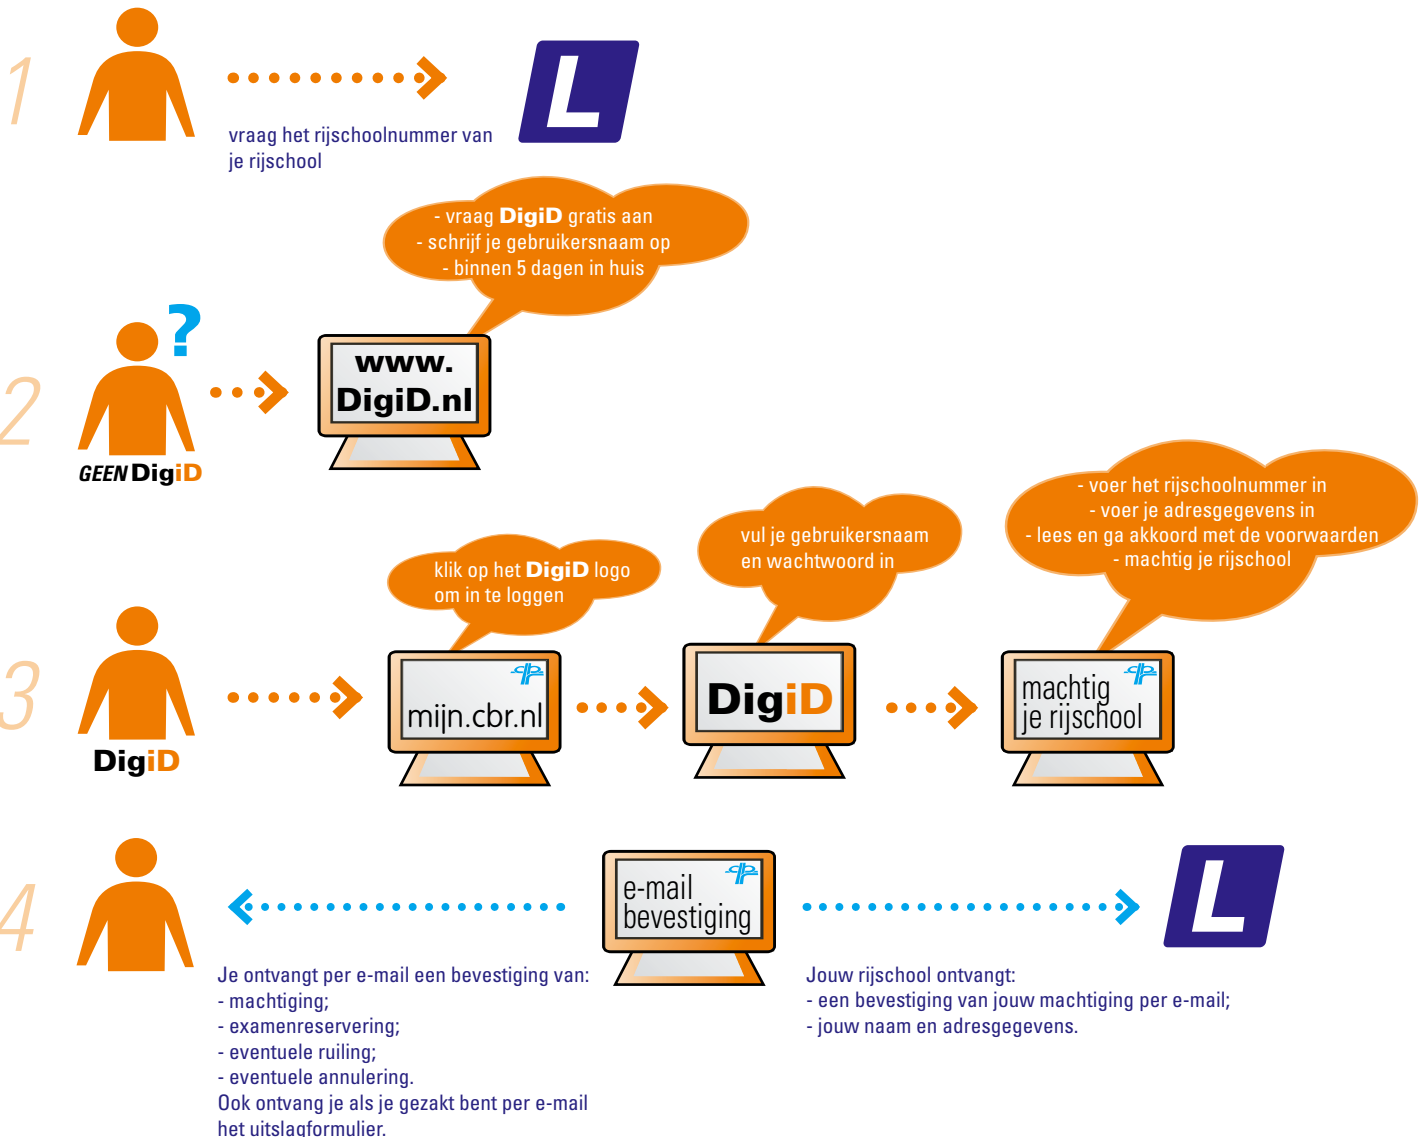 1
L
vraag het rijschoolnummer van
je rijschool
- vraag DigiD gratis aan
- schrijf je gebruikersnaam op
- binnen 5 dagen in huis
2
?
GEEN DigiD
www.
DigiD.nl
3
DigiD
klik op het DigiD logo
om in te loggen
mijn.cbr.nl
vul je gebruikersnaam
en wachtwoord in
DigiD
- voer het rijschoolnummer in
- voer je adresgegevens in
- lees en ga akkoord met de voorwaarden
- machtig je rijschool
machtig
je rijschool
4
e-mail
bevestiging
L
Je ontvangt per e-mail een bevestiging van:
- machtiging;
- examenreservering;
- eventuele ruiling;
- eventuele annulering.
Ook ontvang je als je gezakt bent per e-mail
het uitslagformulier.
Jouw rijschool ontvangt:
- een bevestiging van jouw machtiging per e-mail;
- jouw naam en adresgegevens.